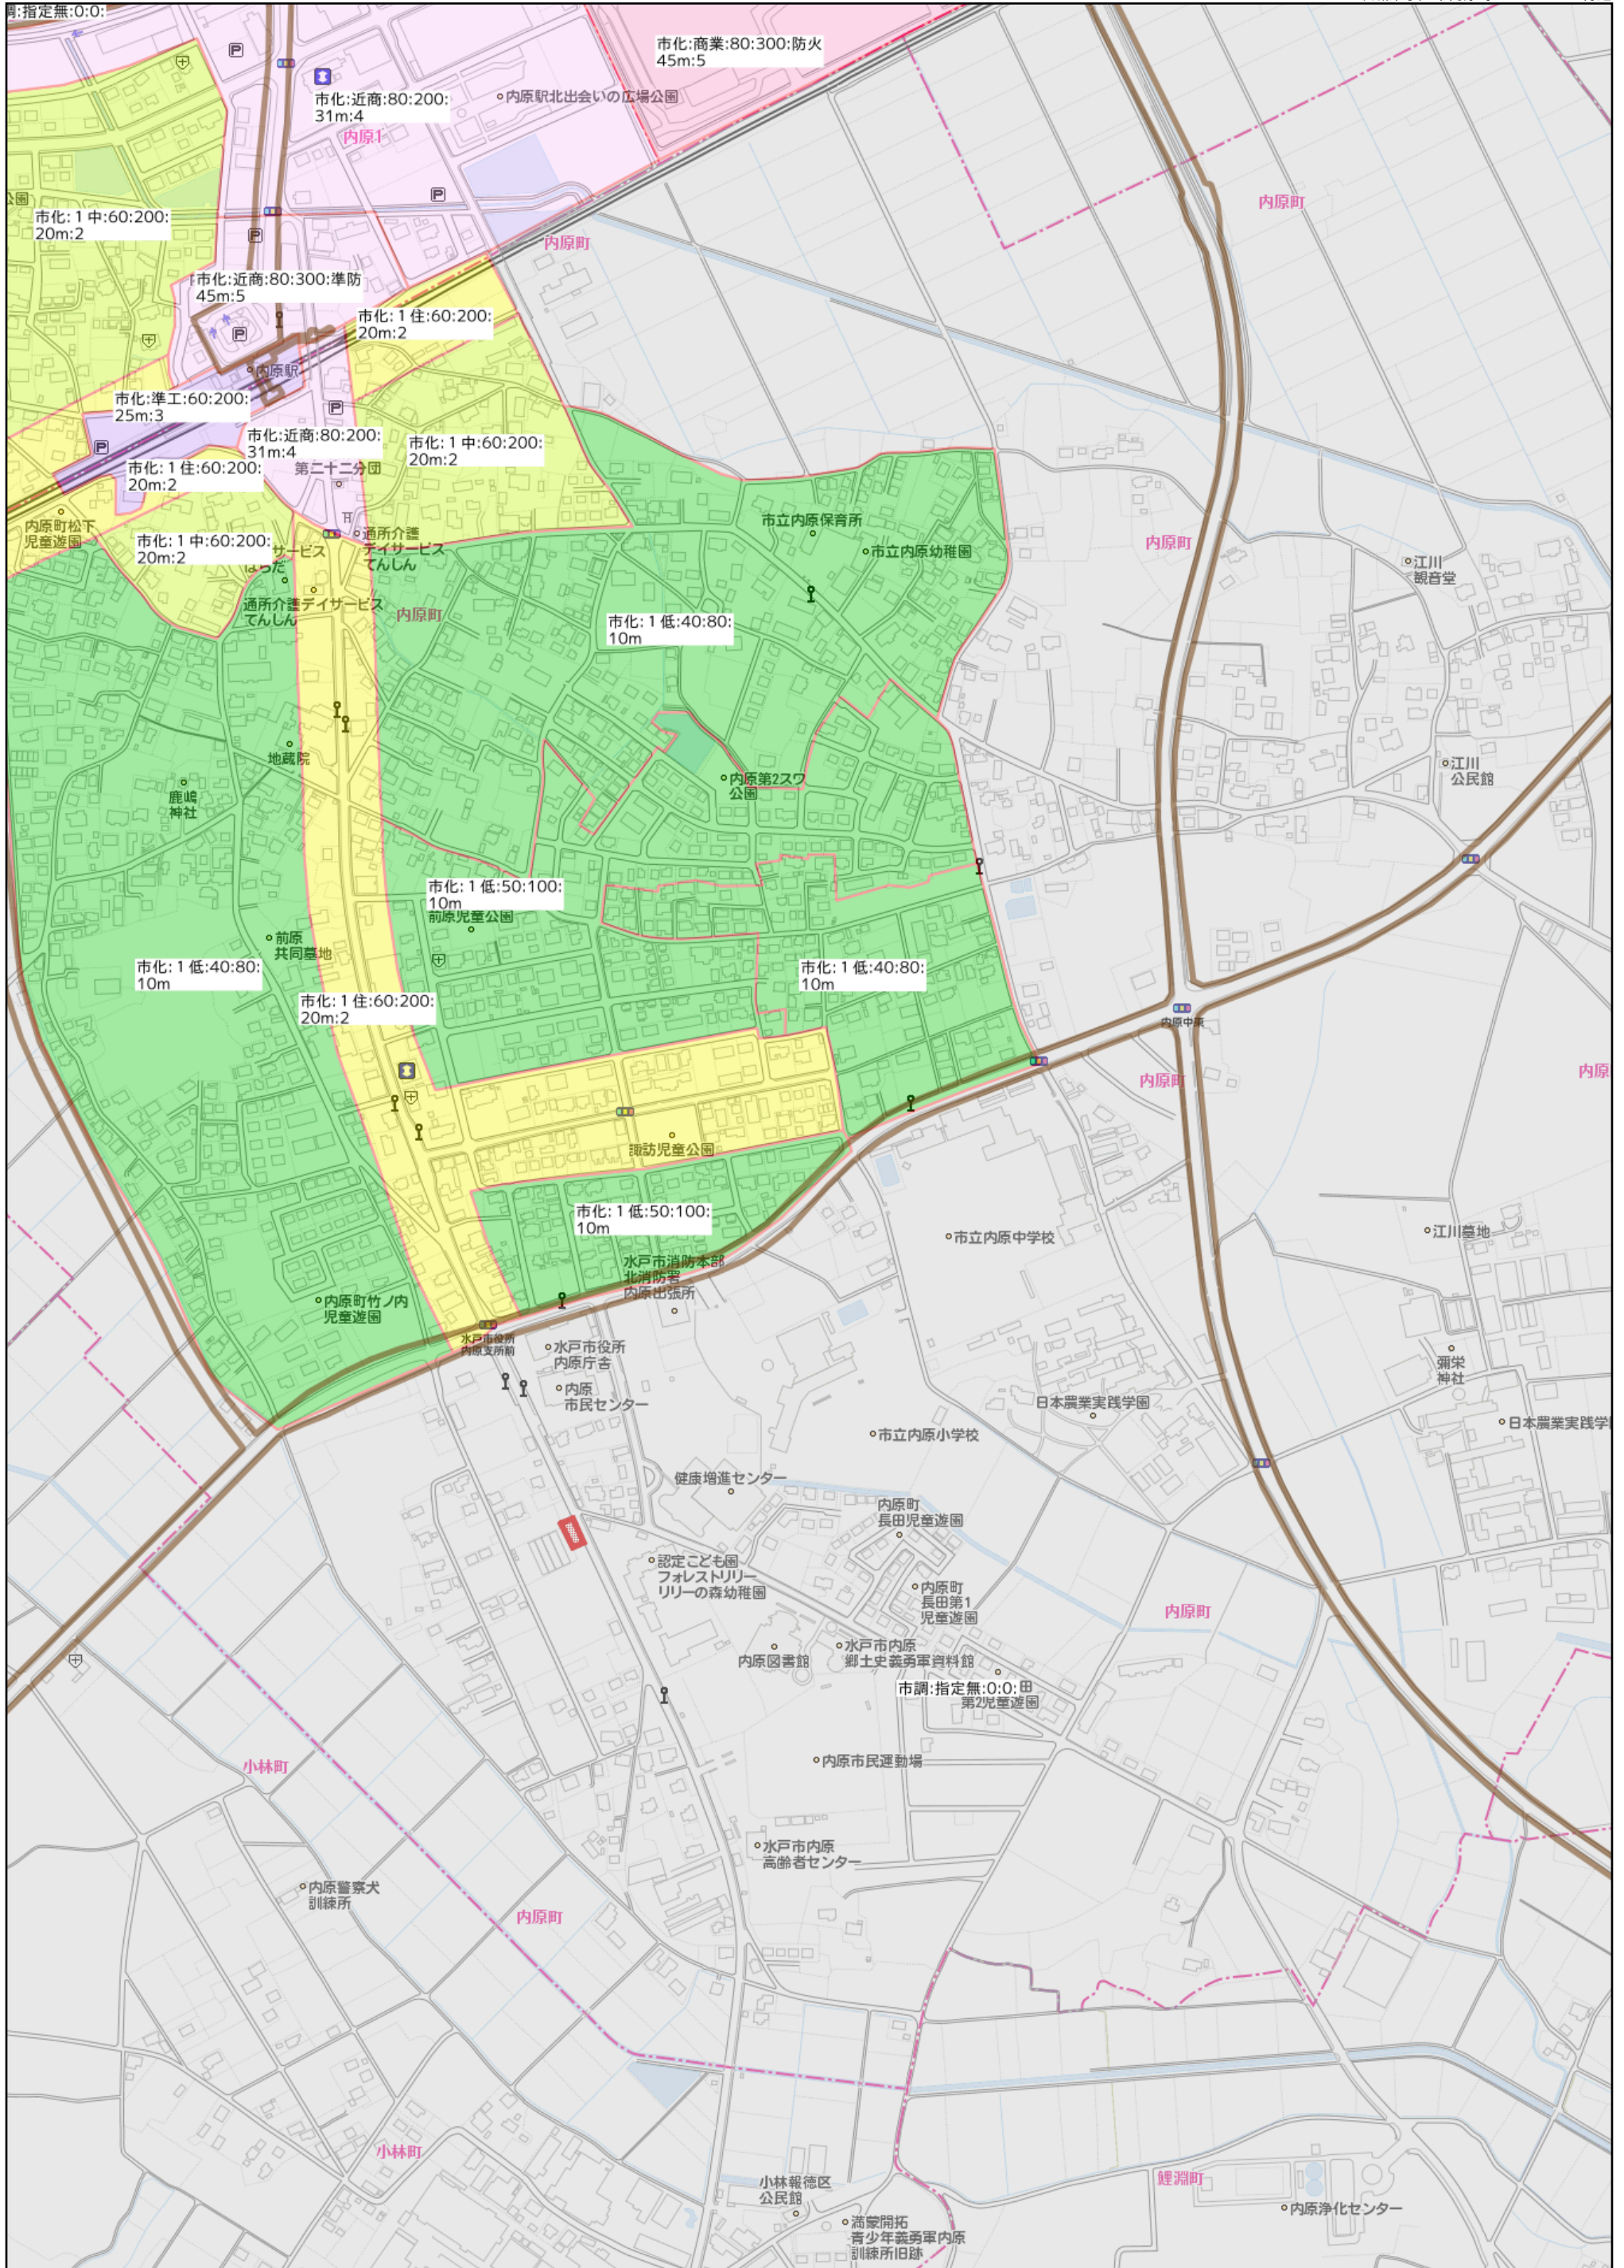 調:指定無:0:0:
市化:商業:80:300:防火
45m:5
市化:近商:80:200:
31m:4
内原駅北出会いの広場公園
内原1
公園
市化:1中:60:200:
20m:2
内原町
内原町
市化:近商:80:300:準防
45m:5
市化:1住:60:200:
20m:2
内原駅
市化:準工:60:200:
25m:3
市化:近商:80:200:
31m:4
市化:1中:60:200:
20m:2
市化:1住:60:200:
20m:2
第二十二分団
内原町松下
児童遊園
市化:1中:60:200:
20m:2
サービス
はらだ
通所介護
デイサービス
てんしん
市立内原保育所
市立内原幼稚園
内原町
江川
観音堂
通所介護デイサービス
てんしん
内原町
市化:1低:40:80:
10m
地蔵院
鹿嶋
神社
内原第2スワ
公園
江川
公民館
市化:1低:50:100:
10m
前原児童公園
前原
共同墓地
市化:1低:40:80:
10m
市化:1低:40:80:
10m
市化:1住:60:200:
20m:2
内原中東
内原町
内原
諏訪児童公園
市化:1低:50:100:
10m
市立内原中学校
江川墓地
水戸市消防本部
北消防署
内原出張所
内原町竹ノ内
児童遊園
水戸市役所
内原支所前
水戸市役所
内原庁舎
内原
市民センター
彌栄
神社
日本農業実践学園
日本農業実践学
市立内原小学校
健康増進センター
内原町
長田児童遊園
認定こども園
フォレストリリー
リリーの森幼稚園
内原町
長田第1
児童遊園
内原町
内原図書館
水戸市内原
郷土史義勇軍資料館
市調:指定無:0:0:
田
第2児童遊園
小林町
内原市民運動場
水戸市内原
高齢者センター
内原警察犬
訓練所
内原町
小林町
小林報徳区
公民館
鯉淵町
内原浄化センター
満蒙開拓
青少年義勇軍内原
訓練所旧跡